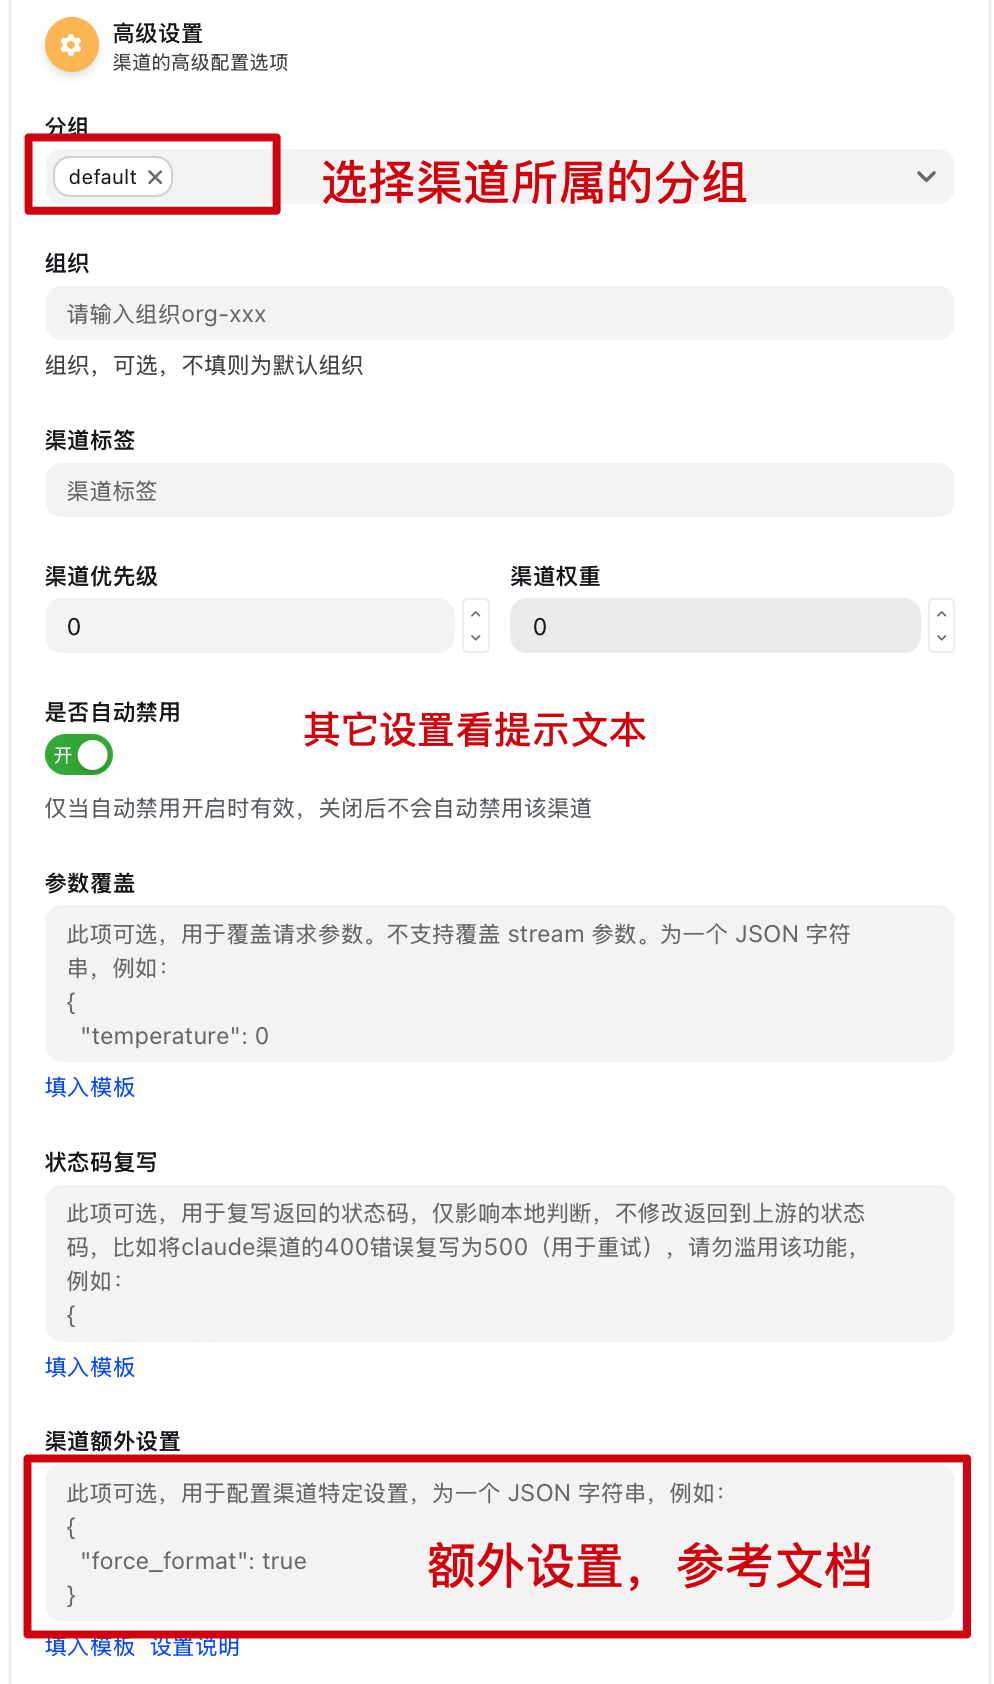 高级设置
渠道的高级配置选项
分组
default
选择渠道所属的分组
组织
请输入组织org-xxx
组织，可选，不填则为默认组织
渠道标签
渠道标签
渠道优先级
渠道权重
0
0
是否自动禁用
其它设置看提示文本
开
仅当自动禁用开启时有效，关闭后不会自动禁用该渠道
参数覆盖
此项可选，用于覆盖请求参数。不支持覆盖 stream 参数。为一个 JSON 字符
串，例如：
{
"temperature": 0
填入模板
状态码复写
此项可选，用于复写返回的状态码，仅影响本地判断，不修改返回到上游的状态
码，比如将claude渠道的400错误复写为500（用于重试），请勿滥用该功能，
例如：
{
填入模板
渠道额外设置
此项可选，用于配置渠道特定设置，为一个 JSON 字符串，例如：
{
"force_format": true
额外设置，参考文档
}
填入模板 设置说明